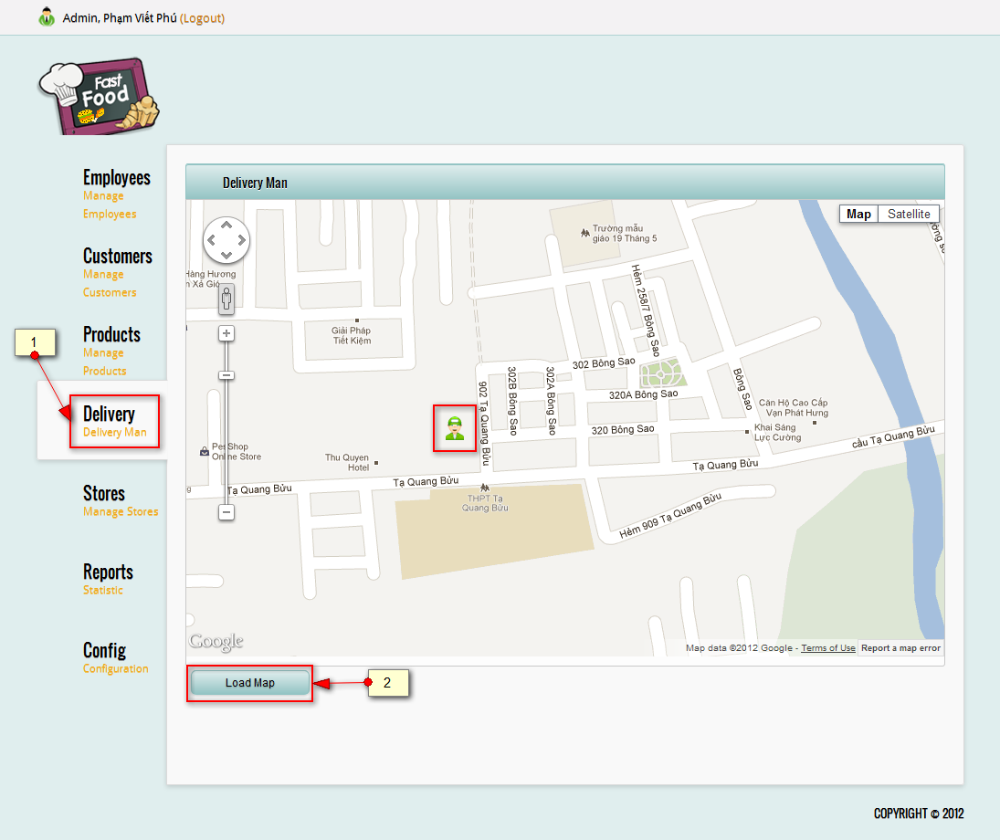 Admin, Phạm Viết Phú (Logout)
Fast
Food
Employees
Manage
Employees
Customers
Manage
Customers
Products
Manage
Products
1
Delivery
Delivery Man
Stores
Manage Stores
Reports
Statistic
Config
Configuration
Delivery Man
Map
Satellite
Trường mẫu
giáo 19 Tháng 5
Hàng Hương
Xá Giò
Giải Pháp
Tiết Kiệm
Hẻm 258/7 Bông Sao
302 Bông Sao
302B Bông Sao
302A Bông Sao
902 Tạ Quang Bửu
320A Bông Sao
Bông Sao
320 Bông Sao
Căn Hộ Cao Cấp
Vạn Phát Hưng
Khai Sáng
Lực Cường
cầu Tạ Quang Bửu
Pet Shop
Online Store
Thu Quyen
Hotel
Tạ Quang Bửu
Tạ Quang Bửu
Tạ Quang Bửu
THPT Tạ
Quang Bửu
Hẻm 909 Tạ Quang Bửu
Google
Map data ©2012 Google - Terms of Use
Report a map error
Load Map
2
COPYRIGHT © 2012